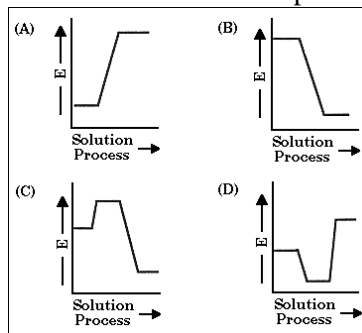 (A)
E
Solution
Process
(B)
E
Solution
Process
(C)
E
Solution
Process
(D)
E
Solution
Process